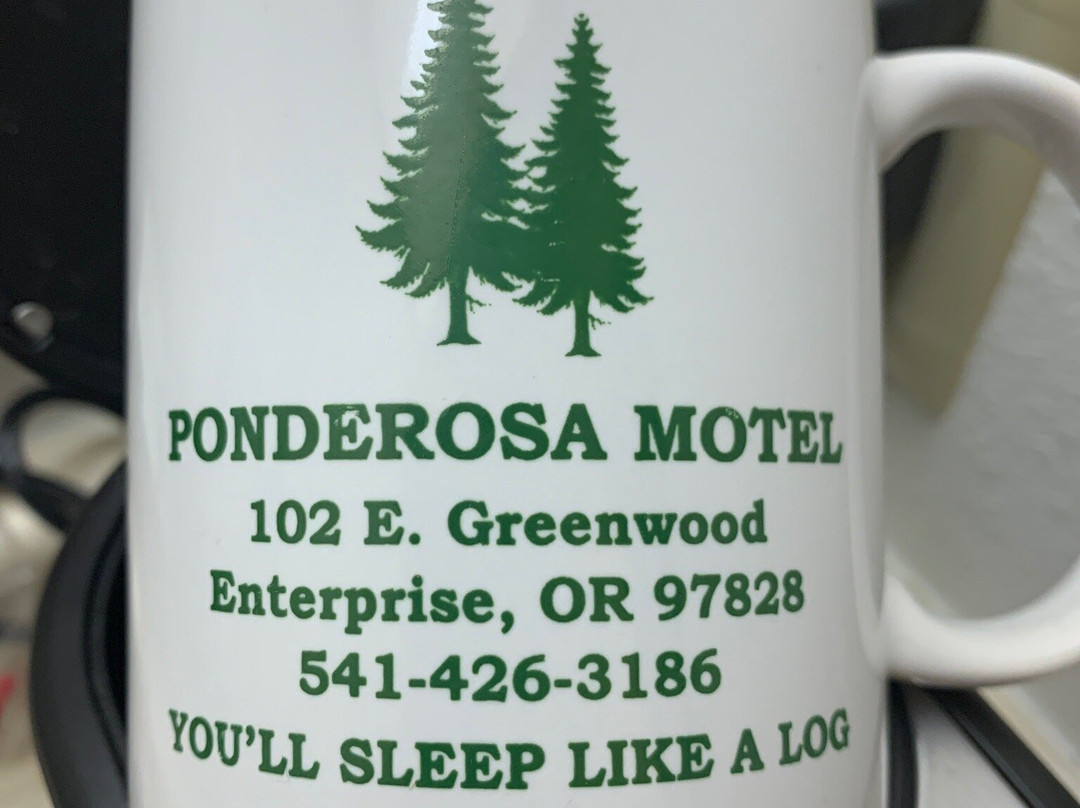 PONDEROSA MOTEL
102 E. Greenwood
Enterprise, OR 97828
541-426-3186
YOU'LL SLEEP LIKE A LOG